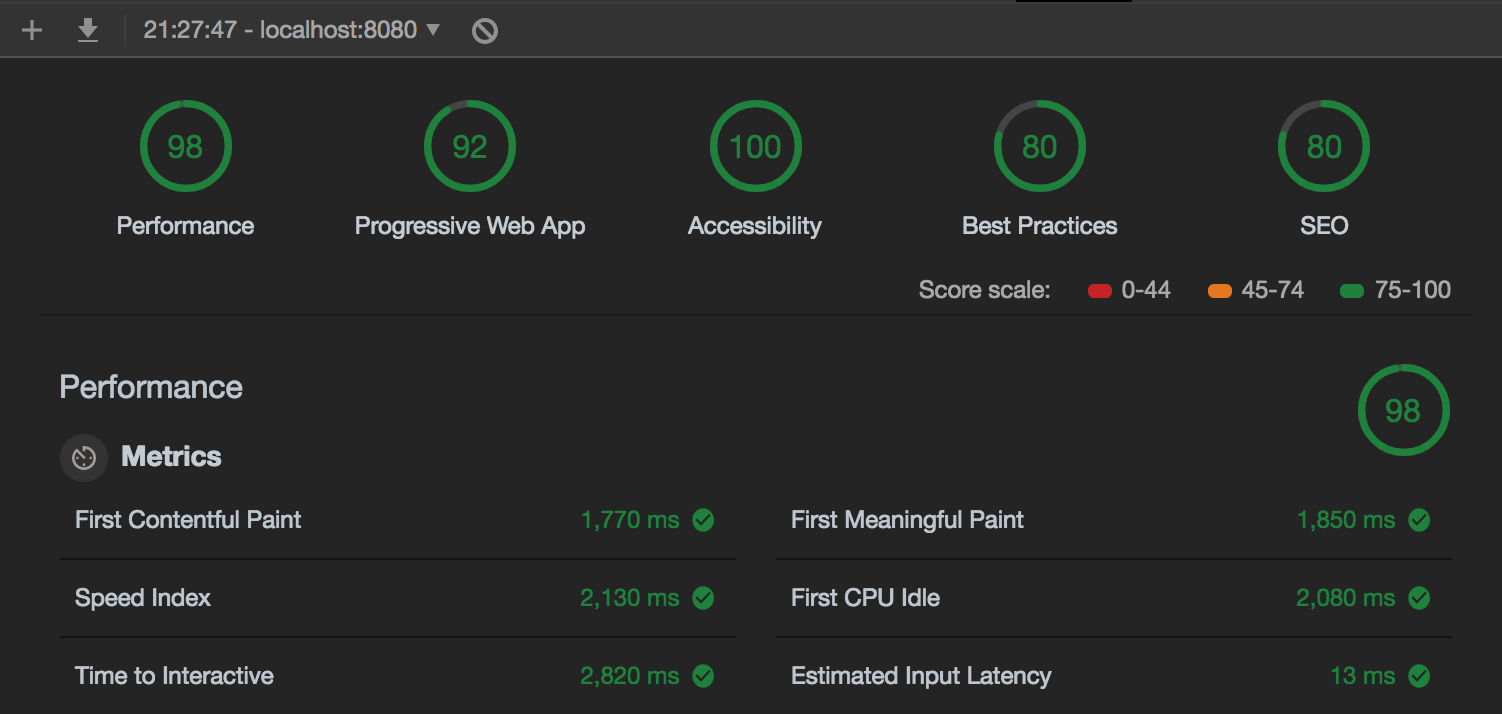 21:27:47 - localhost:8080
98 92 100 80 80
Performance Progressive Web App Accessibility Best Practices SEO
Score scale: 0-44 45-74 75-100
Performance 98
Metrics
First Contentful Paint 1,770 ms First Meaningful Paint 1,850 ms
Speed Index 2,130 ms First CPU Idle 2,080 ms
Time to Interactive 2,820 ms Estimated Input Latency 13 ms